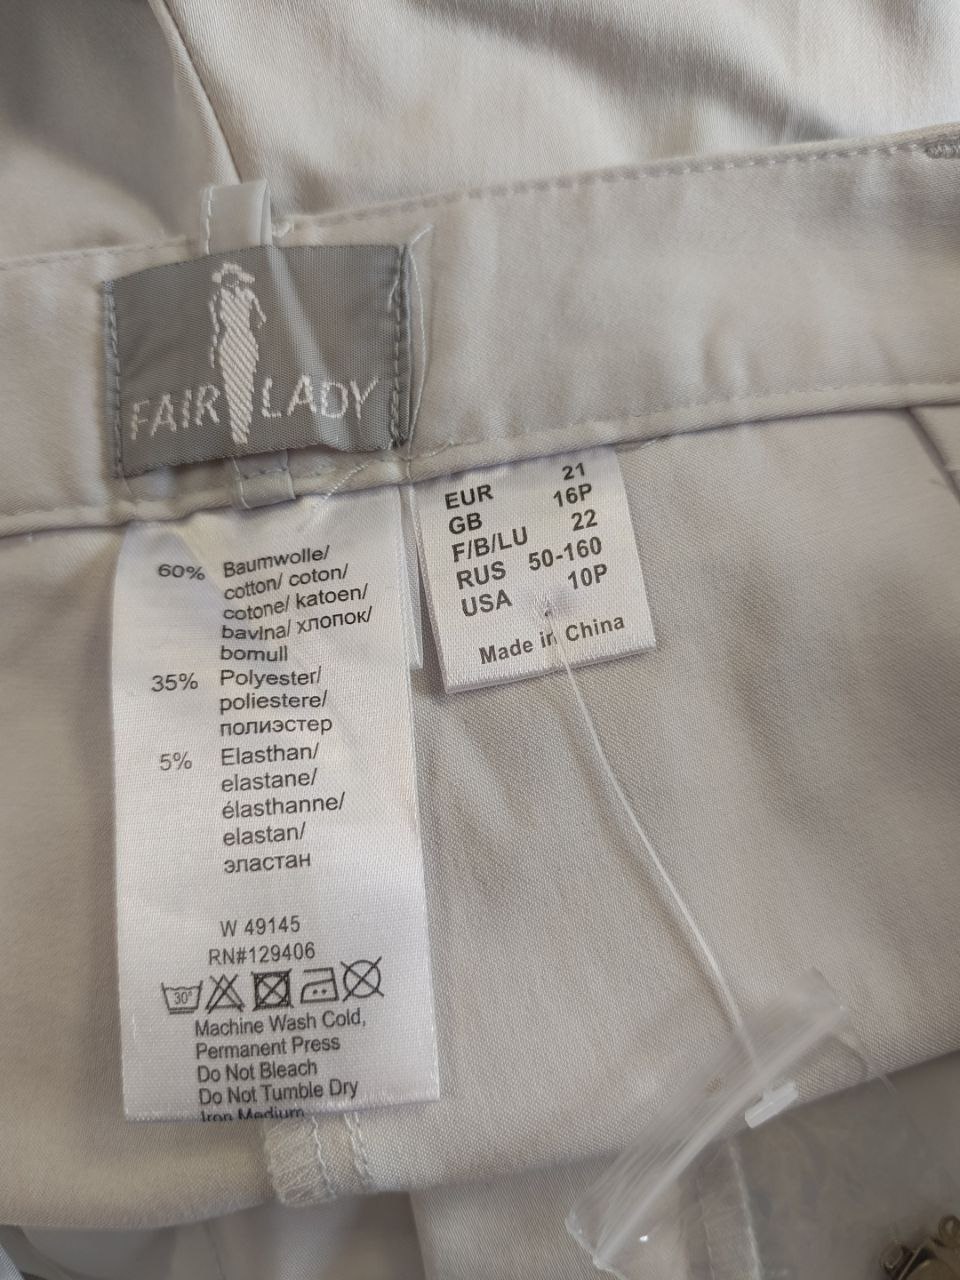 FAIR LADY
60% Baumwolle/
cotton/ coton/
cotone/ katoen/
bavlna/ хлопок/
bomull
35% Polyester/
poliestere/
полиэстер
5% Elasthan/
elastane/
élasthanne/
elastan/
эластан
W 49145
RN#129406
30°
Machine Wash Cold,
Permanent Press
Do Not Bleach
Do Not Tumble Dry
Iron Medium
EUR 21
GB 16P
F/B/LU 22
RUS 50-160
USA 10P
Made in China